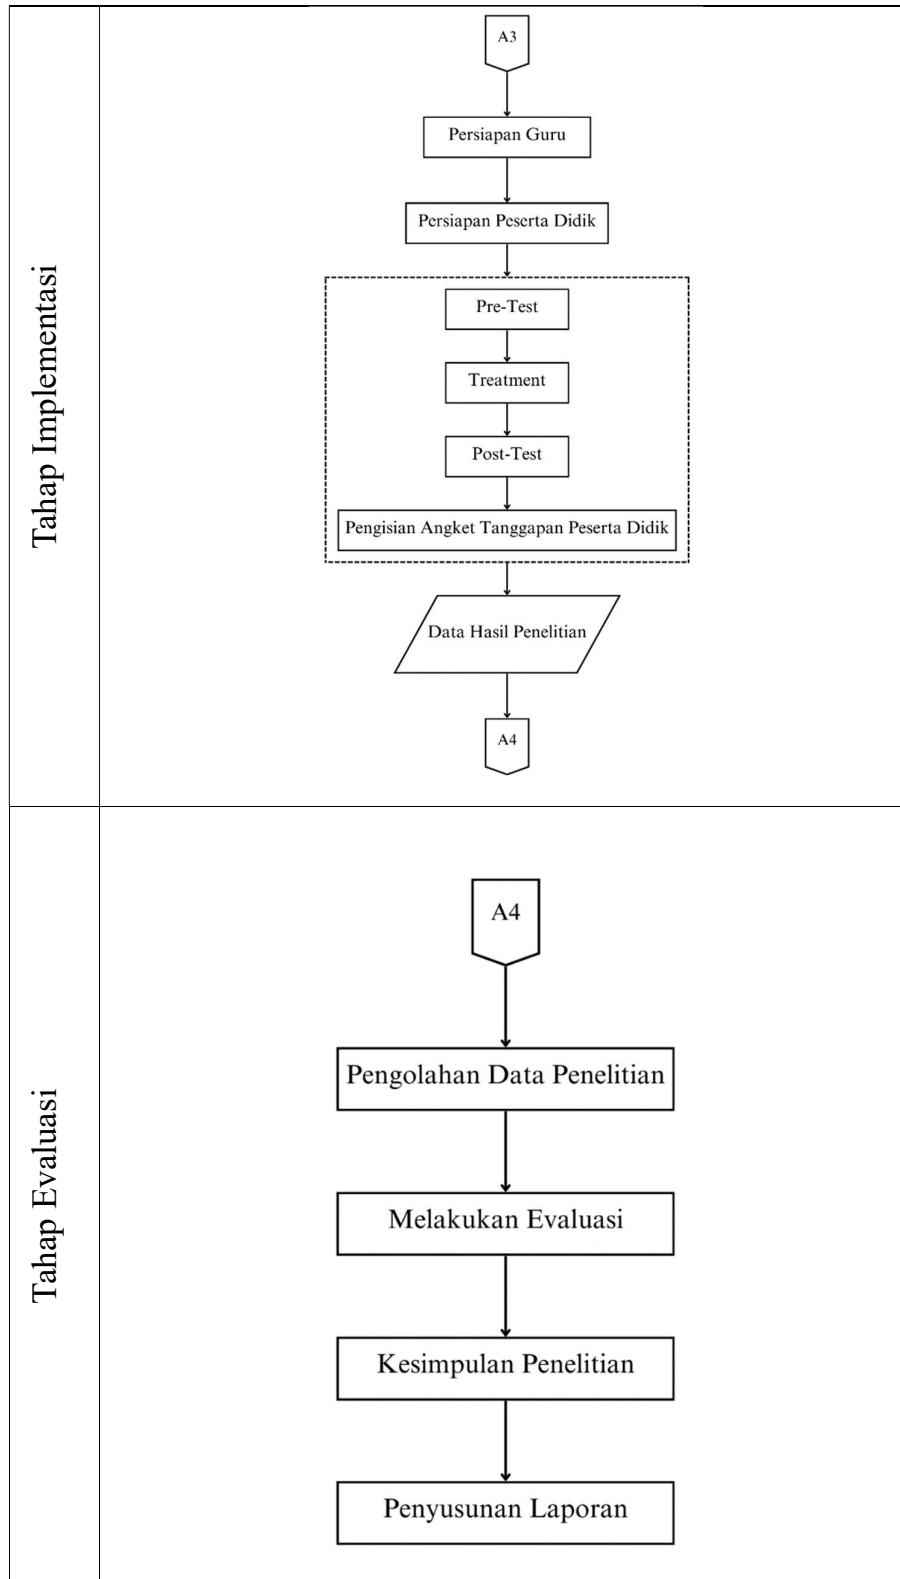 Tahap Implementasi
A3
Persiapan Guru
Persiapan Peserta Didik
Pre-Test
Treatment
Post-Test
Pengisian Angket Tanggapan Peserta Didik
Data Hasil Penelitian
A4
Tahap Evaluasi
A4
Pengolahan Data Penelitian
Melakukan Evaluasi
Kesimpulan Penelitian
Penyusunan Laporan